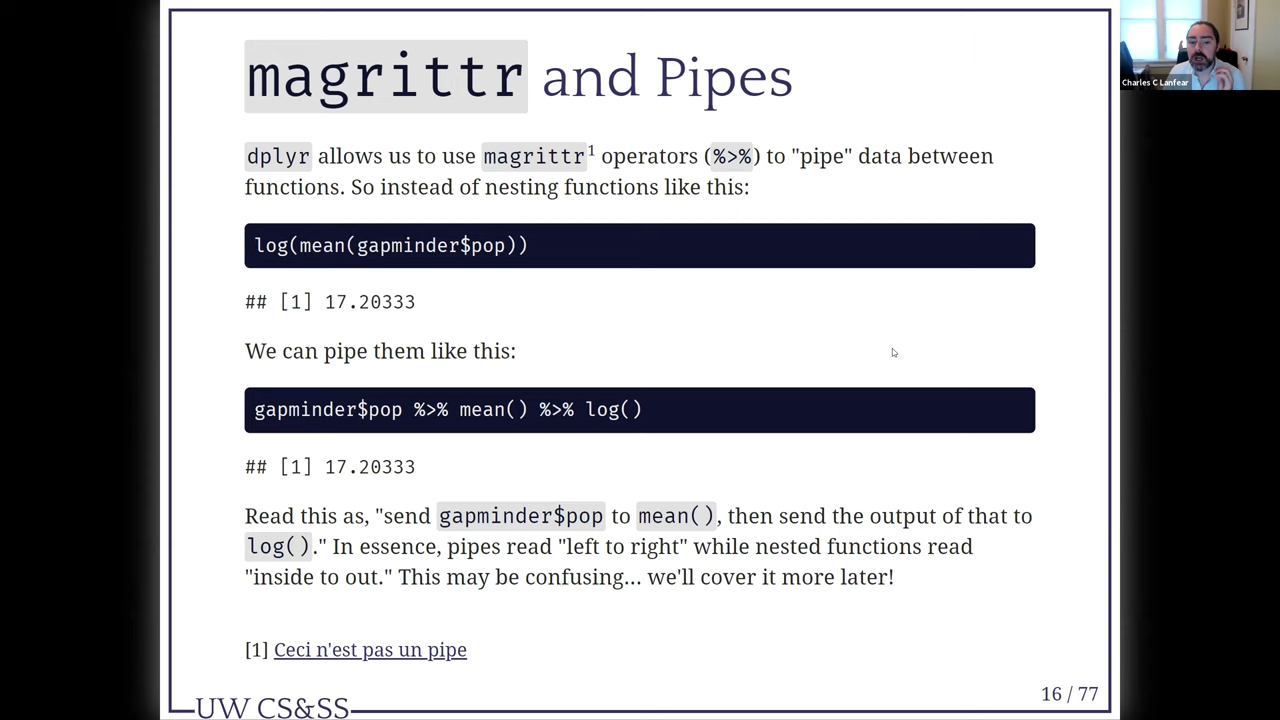 magrittr and Pipes
Charles C Lanfear
dplyr allows us to use magrittr1 operators (%>%) to "pipe" data between
functions. So instead of nesting functions like this:
log(mean(gapminder$pop))
## [1] 17.20333
We can pipe them like this:
gapminder$pop %>% mean() %>% log()
## [1] 17.20333
Read this as, "send gapminder$pop to mean(), then send the output of that to
log()." In essence, pipes read "left to right" while nested functions read
"inside to out." This may be confusing... we'll cover it more later!
[1] Ceci n'est pas un pipe
16 / 77
UW CS&SS